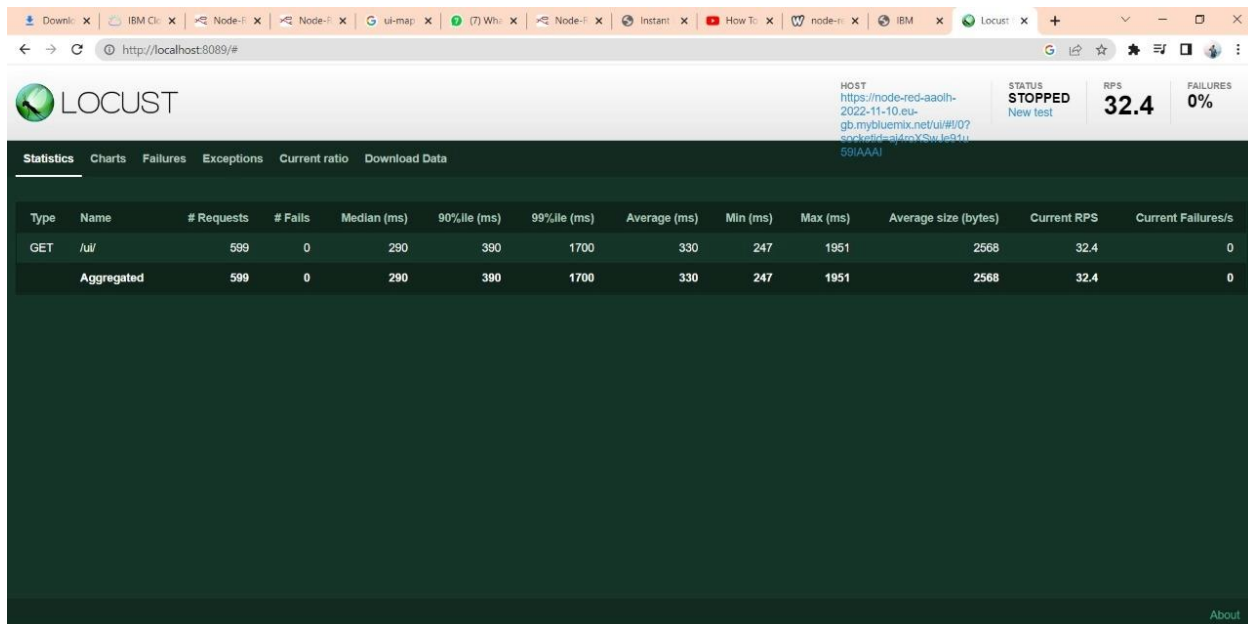 Downlo IBM Clo Node-R Node-R ui-map (7) Wha Node-R Instant How To node-r IBM Locust
http://localhost:8089/#
LOCUST
HOST
https://node-red-aaolh-
2022-11-10.eu-
gb.mybluemix.net/ui/#!/0?
59IAAAI
STATUS
STOPPED
New test
RPS
32.4
FAILURES
0%
Statistics Charts Failures Exceptions Current ratio Download Data
Type Name # Requests # Fails Median (ms) 90%ile (ms) 99%ile (ms) Average (ms) Min (ms) Max (ms) Average size (bytes) Current RPS Current Failures/s
GET /ui/ 599 0 290 390 1700 330 247 1951 2568 32.4 0
Aggregated 599 0 290 390 1700 330 247 1951 2568 32.4 0
About